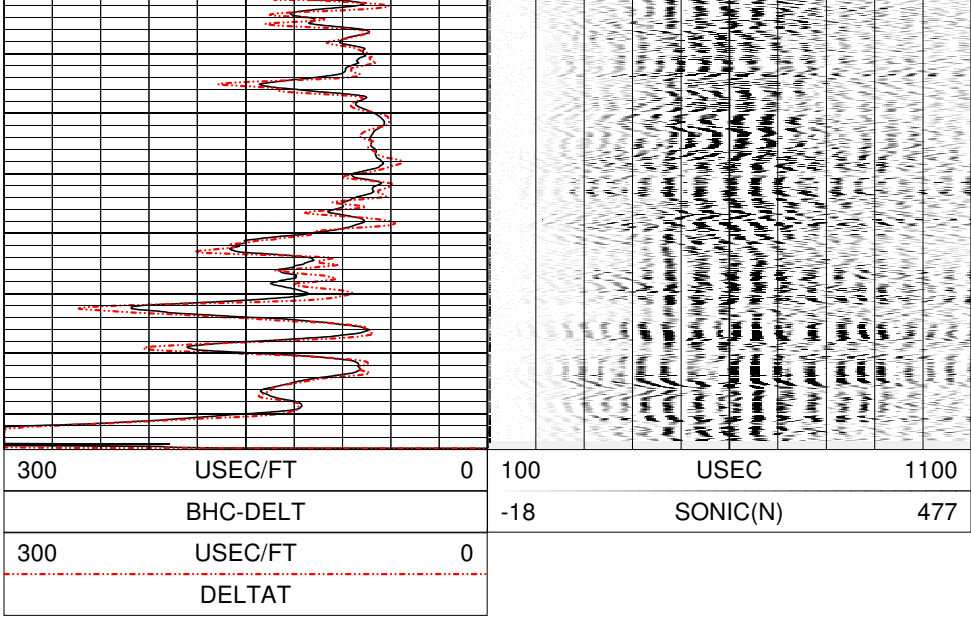 300 USEC/FT 0 100 USEC 1100
BHC-DELT -18 SONIC(N) 477
300 USEC/FT 0
DELTAT